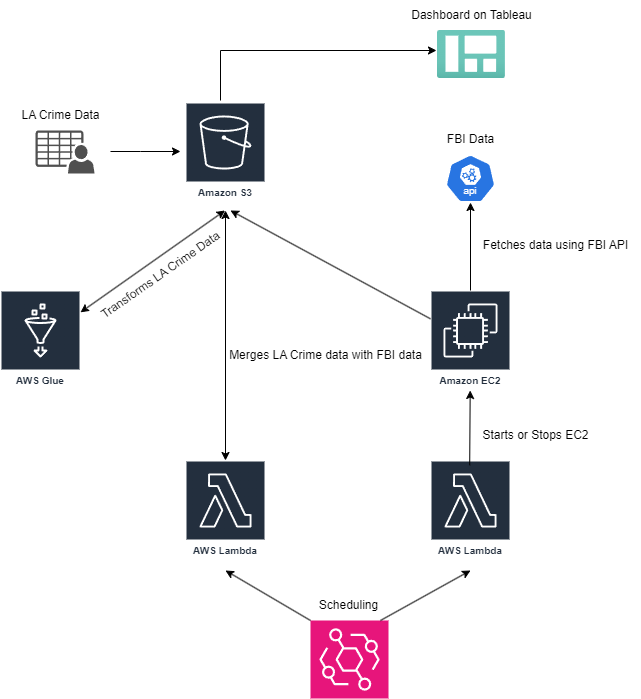 Dashboard on Tableau
LA Crime Data
FBI Data
api
Amazon S3
Fetches data using FBI API
Transforms LA Crime Data
Merges LA Crime data with FBI data
AWS Glue
Amazon EC2
Starts or Stops EC2
AWS Lambda
AWS Lambda
Scheduling